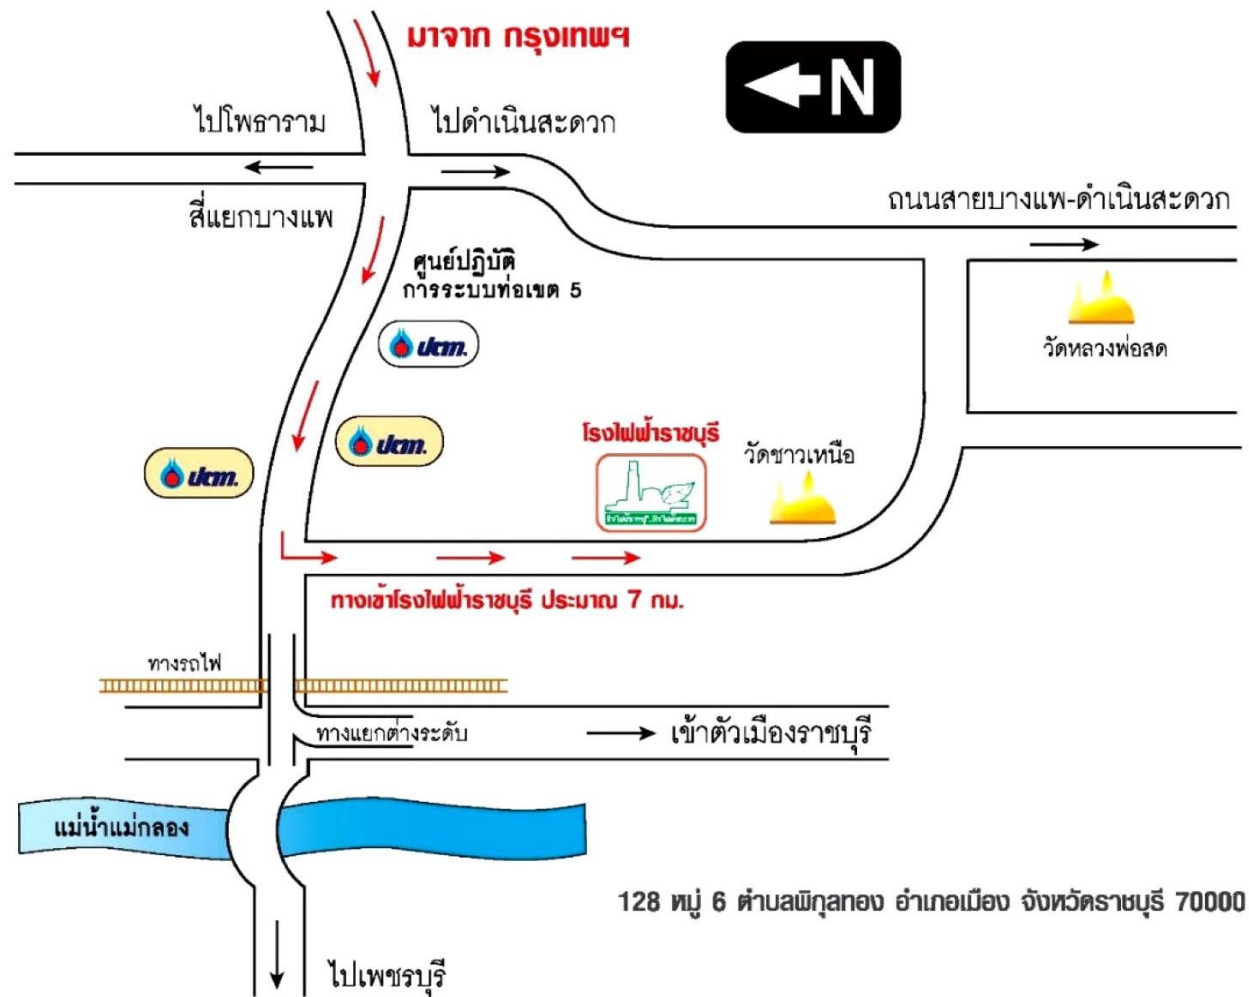 มาจาก กรุงเทพฯ
N
ไปโพธาราม
ไปดำเนินสะดวก
สี่แยกบางแพ
ถนนสายบางแพ-ดำเนินสะดวก
ศูนย์ปฏิบัติ
การระบบท่อเขต 5
ปตท.
วัดหลวงพ่อสด
ปตท.
ปตท.
โรงไฟฟ้าราชบุรี
วัดชาวเหนือ
ทางเข้าโรงไฟฟ้าราชบุรี ประมาณ 7 กม.
ทางรถไฟ
ทางแยกต่างระดับ
เข้าตัวเมืองราชบุรี
แม่น้ำแม่กลอง
128 หมู่ 6 ตำบลพิกุลทอง อำเภอเมือง จังหวัดราชบุรี 70000
ไปเพชรบุรี